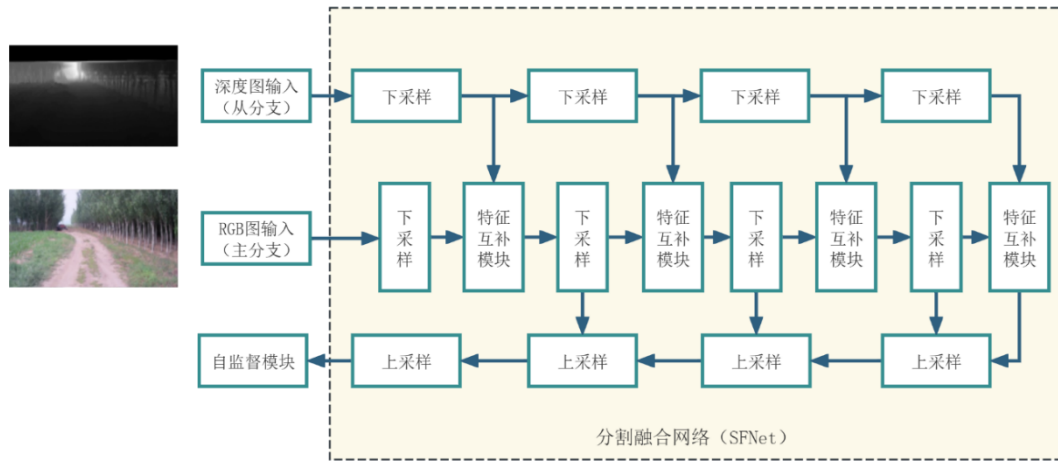 深度图输入
（从分支）
下采样
下采样
下采样
下采样
RGB图输入
（主分支）
下
采
样
特征
互补
模块
下
采
样
特征
互补
模块
下
采
样
特征
互补
模块
下
采
样
特征
互补
模块
自监督模块
上采样
上采样
上采样
上采样
分割融合网络（SFNet）